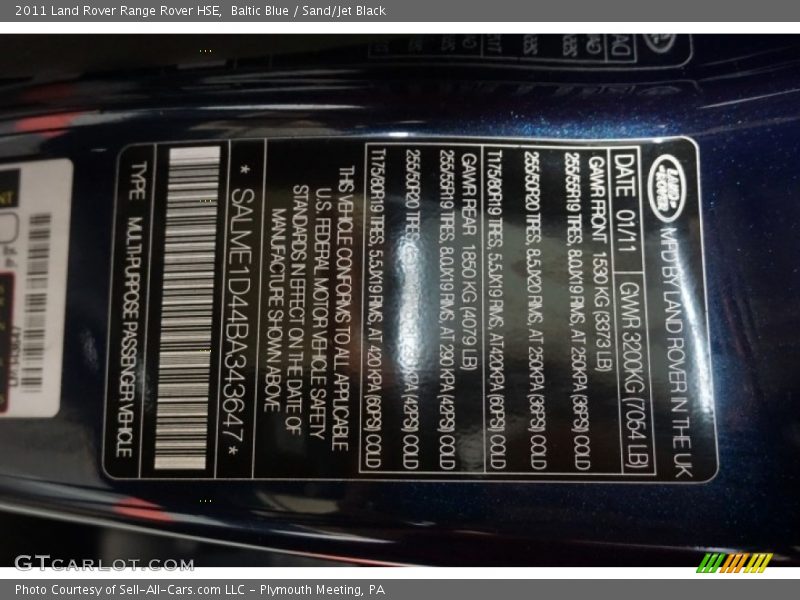 2011 Land Rover Range Rover HSE, Baltic Blue / Sand/Jet Black
LAND ROVER
MFD BY LAND ROVER IN THE UK
DATE 01/11 GVWR 3200KG (7054 LB)
GAWR FRONT 1530 KG (3373 LB)
255/55R19 TIRES, 8.0JX19 RIMS, AT 250KPA (36PSI) COLD
255/50R20 TIRES, 8.5JX20 RIMS, AT 250KPA (36PSI) COLD
T175/80R19 TIRES, 5.5JX19 RIMS, AT 420KPA (60PSI) COLD
GAWR REAR 1850 KG (4079 LB)
255/55R19 TIRES, 8.0JX19 RIMS, AT 290KPA (42PSI) COLD
255/50R20 TIRES (42PSI) COLD
T175/80R19 TIRES, 5.5JX19 RIMS, AT 420KPA (60PSI) COLD
THIS VEHICLE CONFORMS TO ALL APPLICABLE
U.S. FEDERAL MOTOR VEHICLE SAFETY
STANDARDS IN EFFECT ON THE DATE OF
MANUFACTURE SHOWN ABOVE
* SALME1D44BA343647 *
TYPE MULTI-PURPOSE PASSENGER VEHICLE
GTCARLOT.COM
Photo Courtesy of Sell-All-Cars.com LLC - Plymouth Meeting, PA